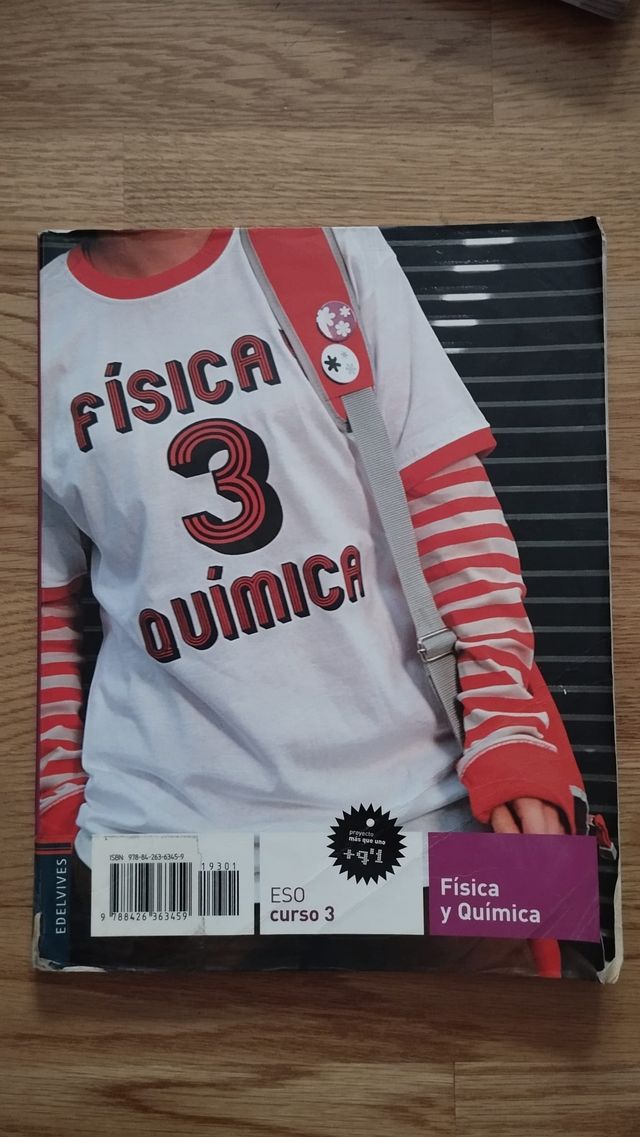 FÍSICA Y
3
QUÍMICA
proyecto
más que uno
+q'1
ISBN: 978-84-263-6345-9
19301
9 788426 363459
ESO
curso 3
Física
y Química
EDELVIVES